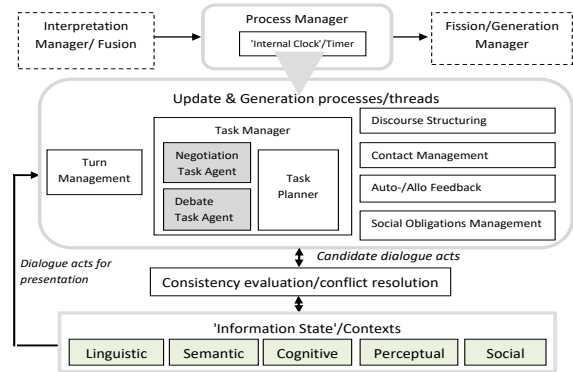 Interpretation
Manager/ Fusion
Process Manager
'Internal Clock'/Timer
Fission/Generation
Manager
Update & Generation processes/threads
Turn
Management
Task Manager
Negotiation
Task Agent
Debate
Task Agent
Task
Planner
Discourse Structuring
Contact Management
Auto-/Allo Feedback
Social Obligations Management
Dialogue acts for
presentation
Candidate dialogue acts
Consistency evaluation/conflict resolution
'Information State'/Contexts
Linguistic
Semantic
Cognitive
Perceptual
Social